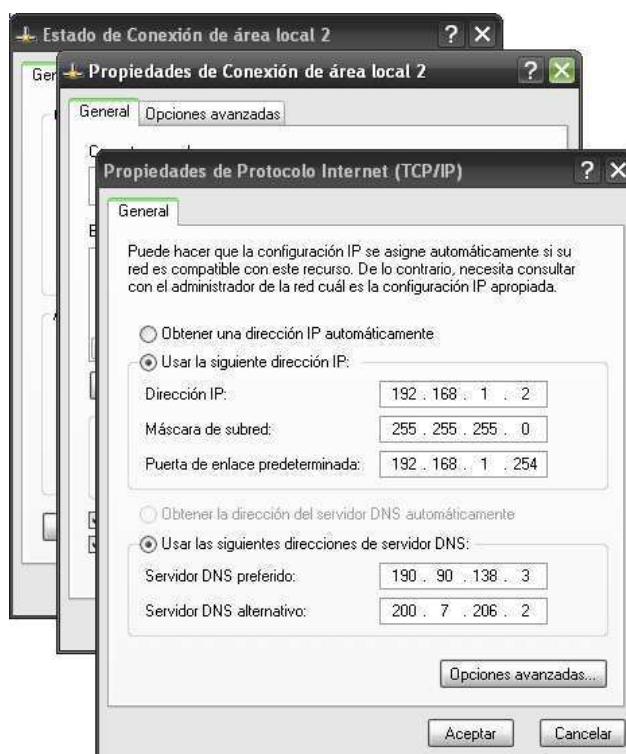 Estado de Conexión de área local 2
Propiedades de Conexión de área local 2
General
Opciones avanzadas
Propiedades de Protocolo Internet (TCP/IP)
General
Puede hacer que la configuración IP se asigne automáticamente si su
red es compatible con este recurso. De lo contrario, necesita consultar
con el administrador de la red cuál es la configuración IP apropiada.
Obtener una dirección IP automáticamente
Usar la siguiente dirección IP:
Dirección IP: 192 . 168 . 1 . 2
Máscara de subred: 255 . 255 . 255 . 0
Puerta de enlace predeterminada: 192 . 168 . 1 . 254
Obtener la dirección del servidor DNS automáticamente
Usar las siguientes direcciones de servidor DNS:
Servidor DNS preferido: 190 . 90 . 138 . 3
Servidor DNS alternativo: 200 . 7 . 206 . 2
Opciones avanzadas...
Aceptar
Cancelar